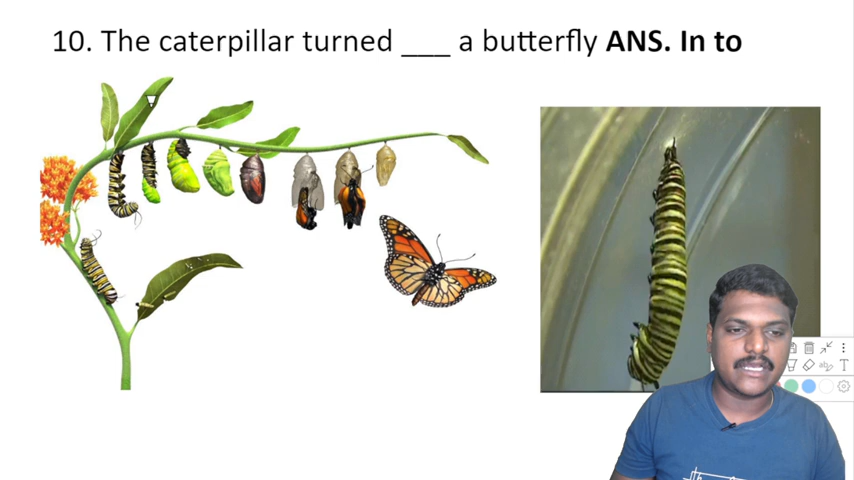 10. The caterpillar turned ___ a butterfly ANS. In to